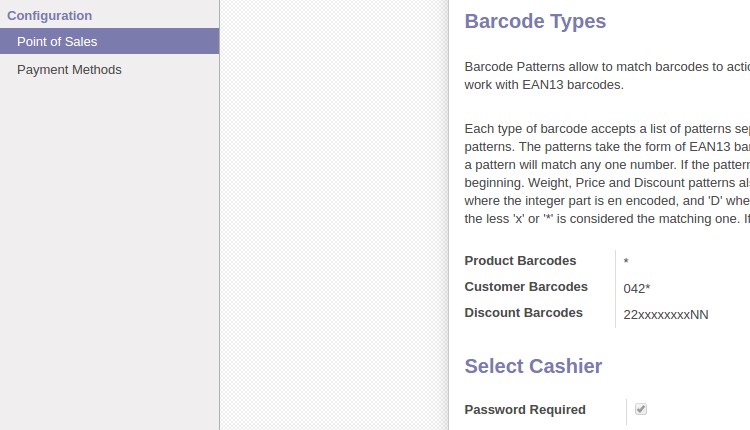 Configuration
Point of Sales
Payment Methods
Barcode Types
Barcode Patterns allow to match barcodes to actio
work with EAN13 barcodes.
Each type of barcode accepts a list of patterns sep
patterns. The patterns take the form of EAN13 bar
a pattern will match any one number. If the pattern
beginning. Weight, Price and Discount patterns als
where the integer part is en encoded, and 'D' whe
the less 'x' or '*' is considered the matching one. If
Product Barcodes *
Customer Barcodes 042*
Discount Barcodes 22xxxxxxxxNN
Select Cashier
Password Required